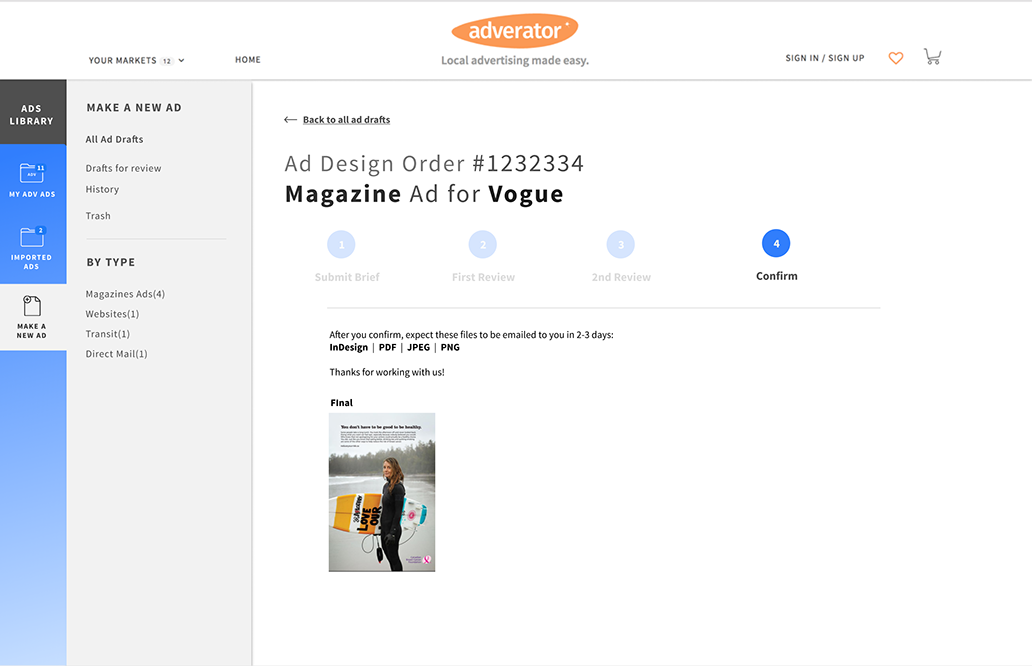 adverator
Local advertising made easy.
YOUR MARKETS 12
HOME
SIGN IN / SIGN UP
ADS
LIBRARY
11
ADV
MY ADV ADS
2
IMPORTED
ADS
MAKE A
NEW AD
MAKE A NEW AD
All Ad Drafts
Drafts for review
History
Trash
BY TYPE
Magazines Ads(4)
Websites(1)
Transit(1)
Direct Mail(1)
Back to all ad drafts
Ad Design Order #1232334
Magazine Ad for Vogue
1
2
3
4
Submit Brief
First Review
2nd Review
Confirm
After you confirm, expect these files to be emailed to you in 2-3 days:
InDesign | PDF | JPEG | PNG
Thanks for working with us!
FInal
You don't have to be good to be healthy.
LOVE
OUR